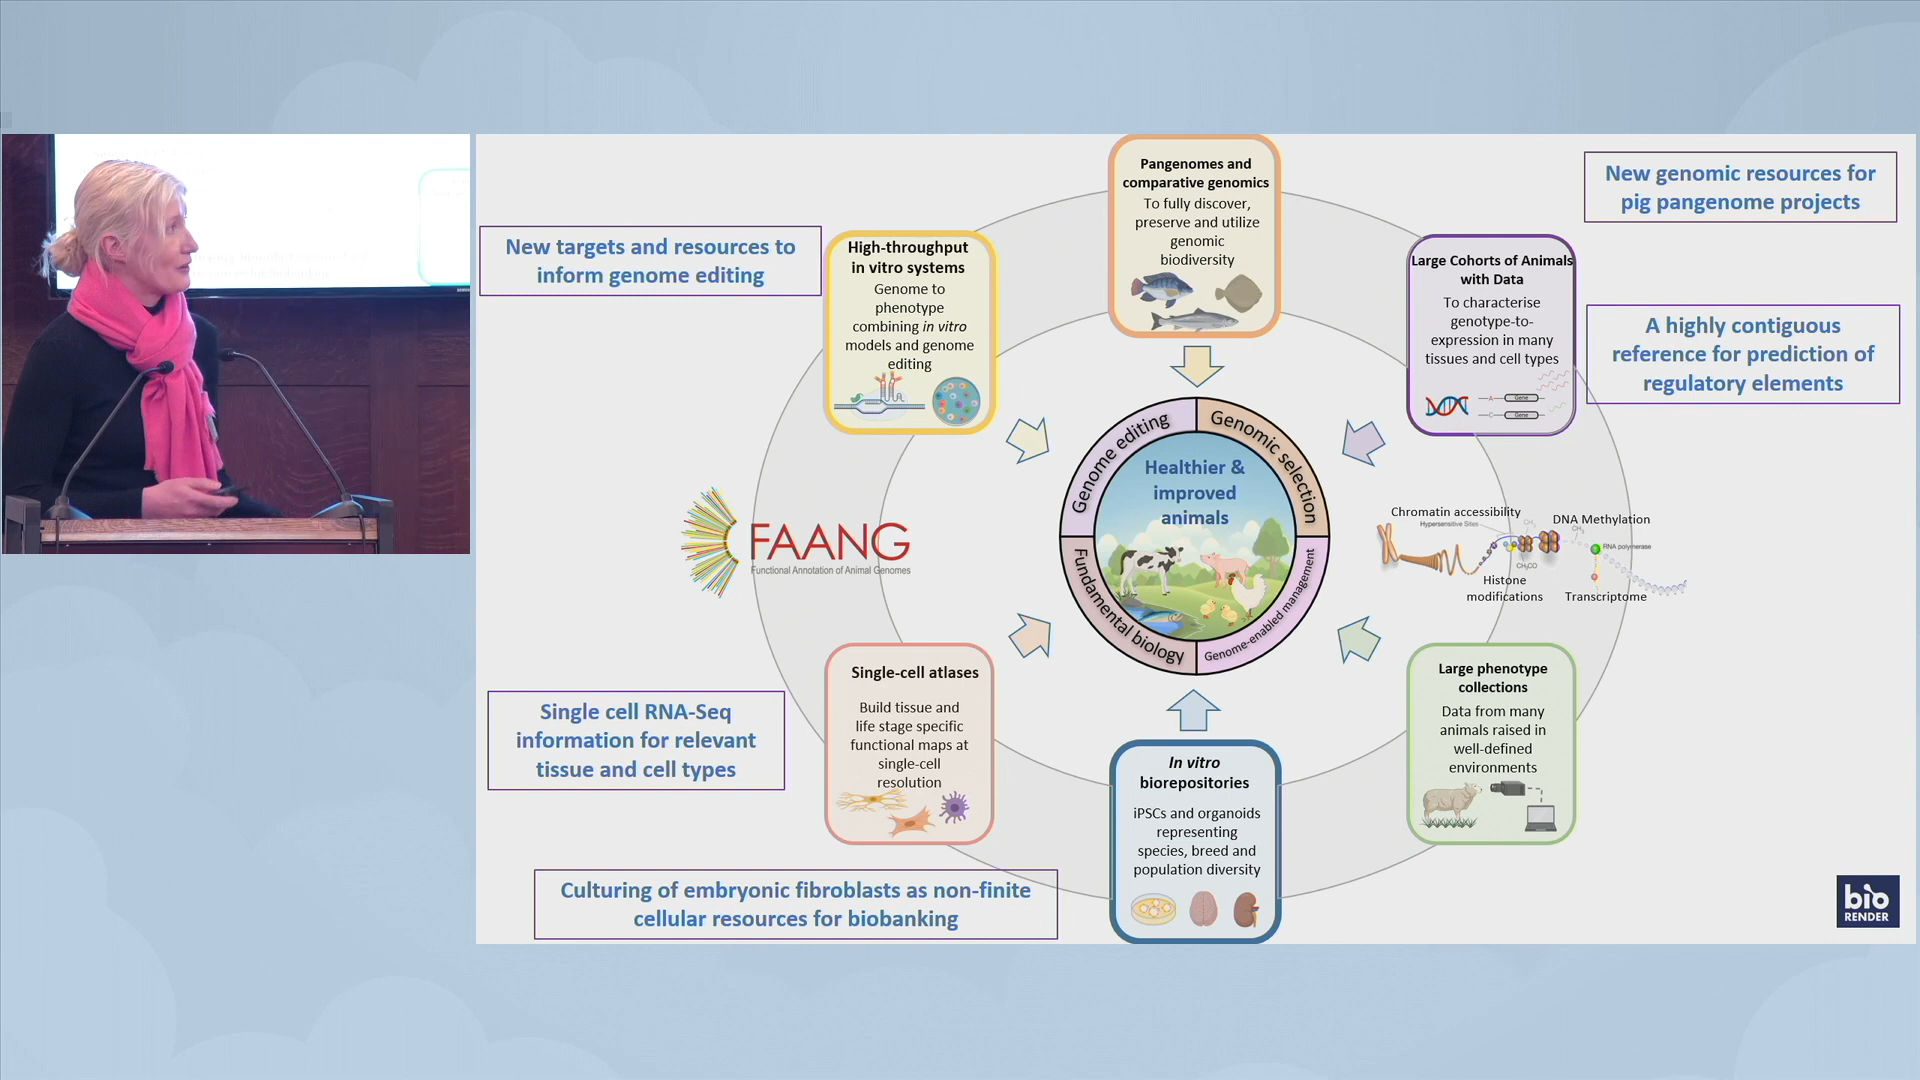 Pangenomes and
comparative genomics
To fully discover,
preserve and utilize
genomic
biodiversity
New genomic resources for
pig pangenome projects
New targets and resources to
inform genome editing
High-throughput
in vitro systems
Genome to
phenotype
combining in vitro
models and genome
editing
Large Cohorts of Animals
with Data
To characterise
genotype-to-
expression in many
tissues and cell types
A
Gene
C
Gene
A highly contiguous
reference for prediction of
regulatory elements
Genome editing
Genomic selection
Healthier &
improved
animals
Fundamental biology
Genome-enabled management
FAANG
Functional Annotation of Animal Genomes
Chromatin accessibility
Hypersensitive Sites
DNA Methylation
CH₃
CH₃
RNA polymerase
CH₃CO
Histone
modifications
Transcriptome
Single-cell atlases
Build tissue and
life stage specific
functional maps at
single-cell
resolution
Large phenotype
collections
Data from many
animals raised in
well-defined
environments
Single cell RNA-Seq
information for relevant
tissue and cell types
In vitro
biorepositories
iPSCs and organoids
representing
species, breed and
population diversity
Culturing of embryonic fibroblasts as non-finite
cellular resources for biobanking
bio
RENDER